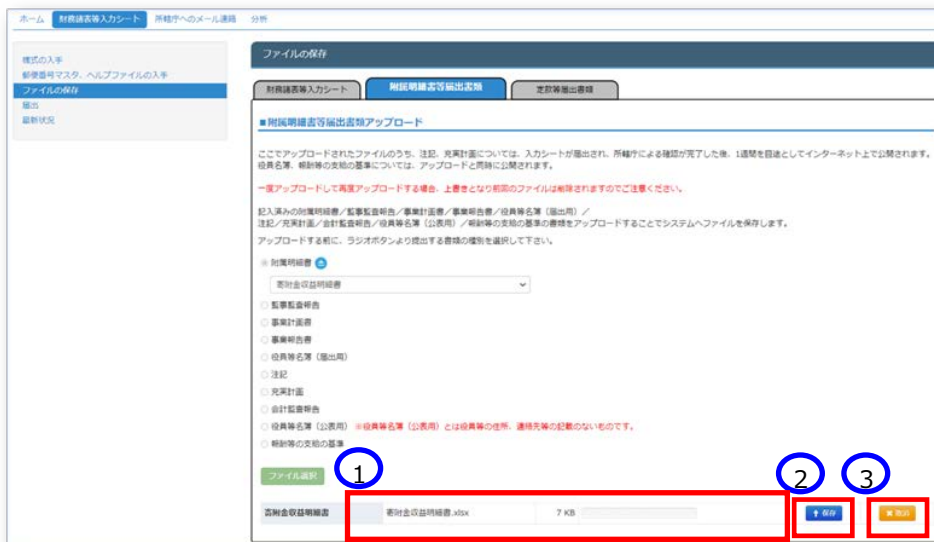 ホーム 財務諸表等入力シート 所轄庁へのメール連絡 分析
様式の入手
郵便番号マスタ、ヘルプファイルの入手
ファイルの保存
届出
最新状況
ファイルの保存
財務諸表等入力シート 附属明細書等届出書類 定款等届出書類
■附属明細書等届出書類アップロード
ここでアップロードされたファイルのうち、注記、充実計画については、入力シートが届出され、所轄庁による確認が完了した後、1週間を目途としてインターネット上で公開されます。
役員名簿、報酬等の支給の基準については、アップロードと同時に公開されます。
一度アップロードして再度アップロードする場合、上書きとなり前回のファイルは削除されますのでご注意ください。
記入済みの附属明細書/監事監査報告/事業計画書/事業報告書/役員等名簿（届出用）/
注記/充実計画/会計監査報告/役員等名簿（公表用）/報酬等の支給の基準の書類をアップロードすることでシステムへファイルを保存します。
アップロードする前に、ラジオボタンより提出する書類の種別を選択して下さい。
附属明細書
寄附金収益明細書
監事監査報告
事業計画書
事業報告書
役員等名簿（届出用）
注記
充実計画
会計監査報告
役員等名簿（公表用） ※役員等名簿（公表用）とは役員等の住所、連絡先等の記載のないものです。
報酬等の支給の基準
ファイル選択
1 2 3
寄附金収益明細書 寄附金収益明細書.xlsx 7 KB 保存 取消